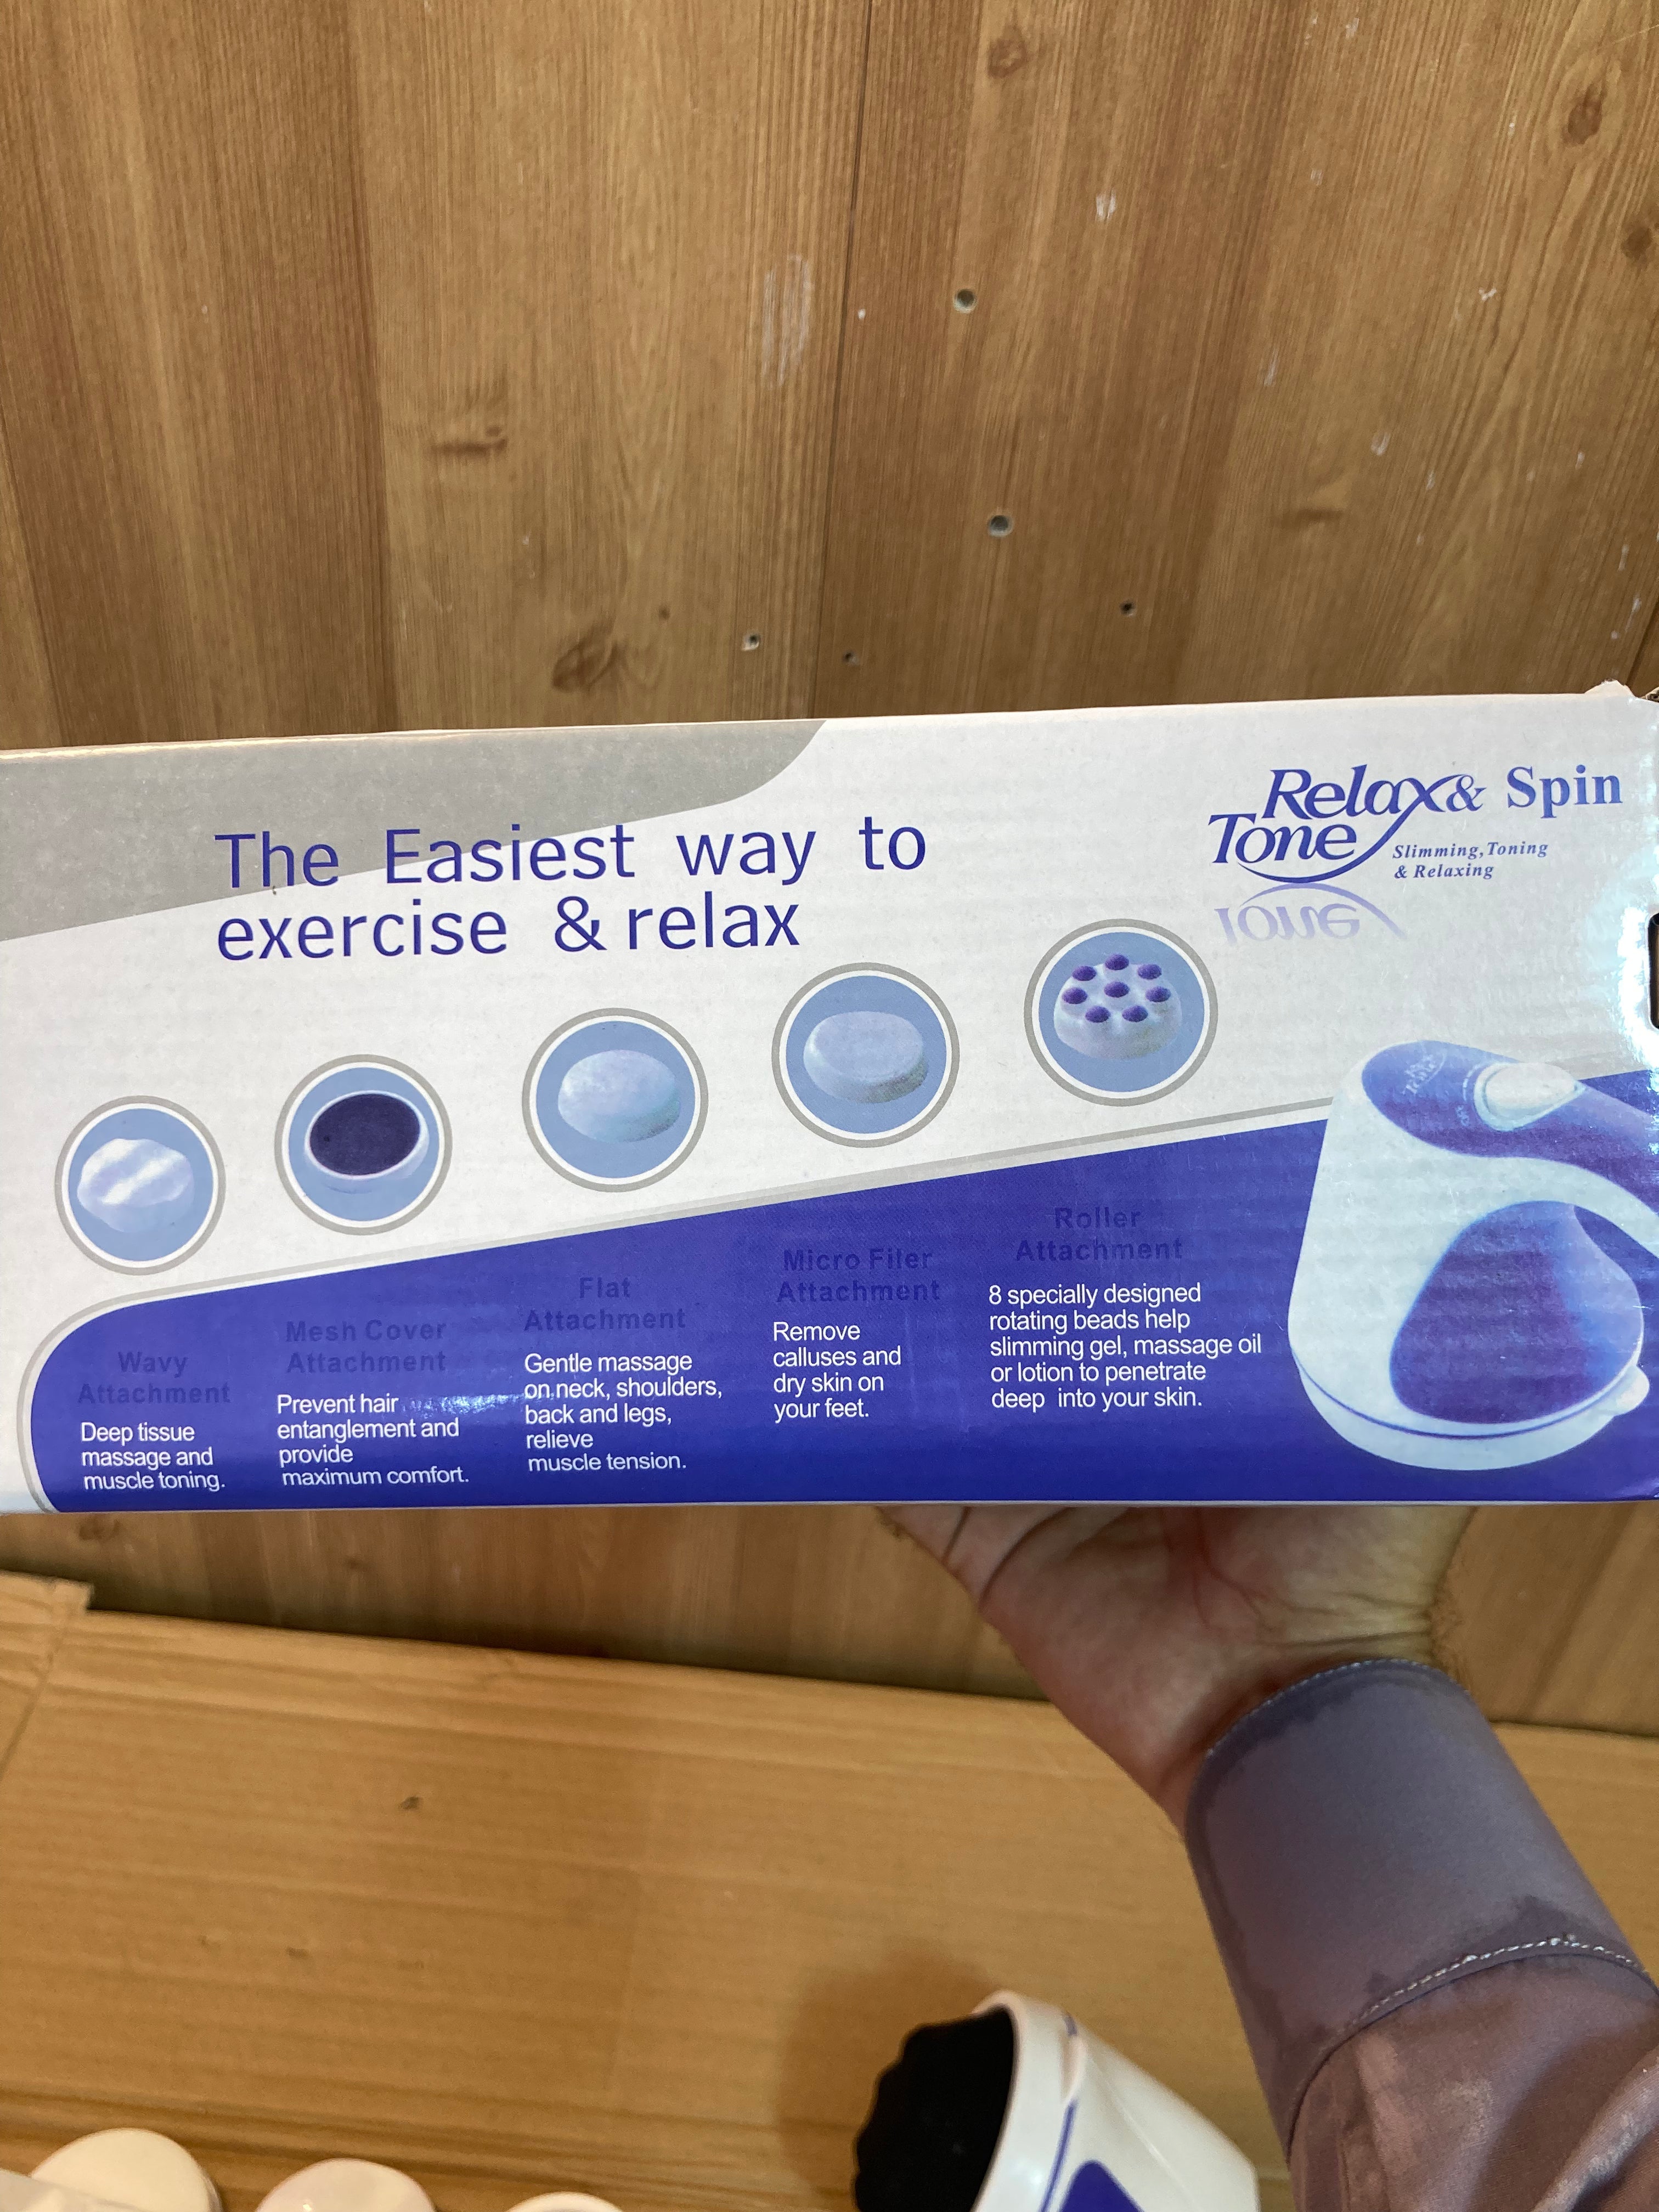 The Easiest way to
exercise & relax
Relax & Spin
Tone
Slimming,Toning
& Relaxing
Wavy
Attachment
Deep tissue
massage and
muscle toning.
Mesh Cover
Attachment
Prevent hair
entanglement and
provide
maximum comfort.
Flat
Attachment
Gentle massage
on neck, shoulders,
back and legs,
relieve
muscle tension.
Micro Filer
Attachment
Remove
calluses and
dry skin on
your feet.
Roller
Attachment
8 specially designed
rotating beads help
slimming gel, massage oil
or lotion to penetrate
deep into your skin.